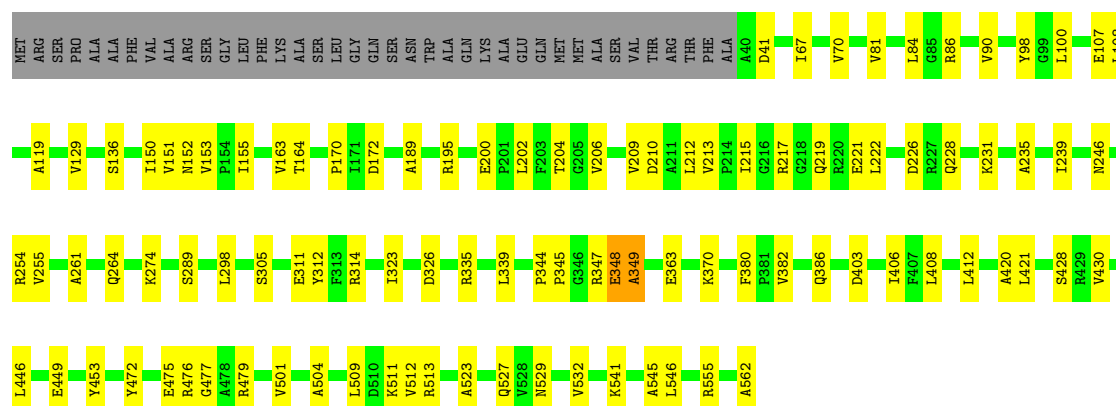 MET ARG SER PRO ALA ALA PHE VAL ALA ARG SER GLY LEU PHE LYS ALA SER LEU GLY GLN SER ASN TRP ALA GLN LYS ALA GLU GLN MET MET ALA SER VAL THR ARG THR PHE ALA A40 D41 I67 V70 V81 L84 G85 R86 V90 Y98 G99 L100 E107
A119 V129 S136 I150 V151 N152 V153 P154 I155 V163 T164 P170 I171 D172 A189 R195 E200 P201 L202 F203 T204 G205 V206 V209 D210 A211 L212 V213 P214 I215 G216 R217 G218 Q219 R220 E221 L222 D226 R227 Q228 K231 A235 I239 N246
R254 V255 A261 Q264 K274 S289 L298 S305 E311 Y312 F313 R314 I323 D326 R335 L339 P344 P345 G346 R347 E348 A349 E363 K370 F380 P381 V382 Q386 D403 I406 F407 L408 L412 A420 L421 S428 R429 V430
L446 E449 Y453 Y472 E475 R476 G477 A478 R479 V501 A504 L509 D510 K511 V512 R513 A523 Q527 V528 N529 V532 K541 A545 L546 R555 A562